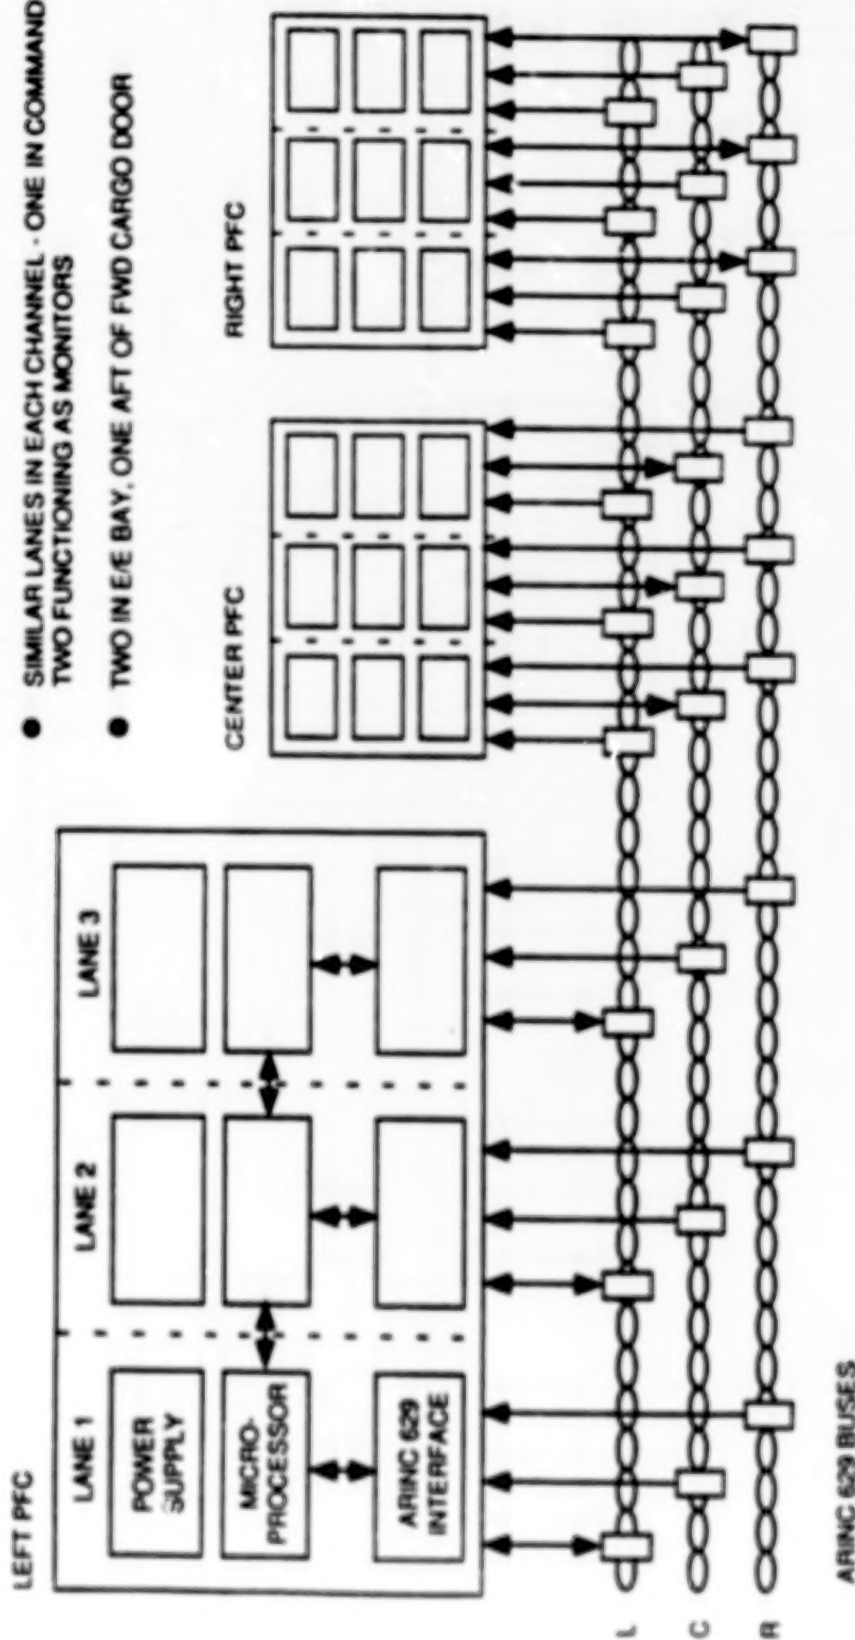 ● SIMILAR LANES IN EACH CHANNEL - ONE IN COMMAND
TWO FUNCTIONING AS MONITORS
● TWO IN E/E BAY, ONE AFT OF FWD CARGO DOOR
LEFT PFC
CENTER PFC
RIGHT PFC
LANE 1
LANE 2
LANE 3
POWER
SUPPLY
MICRO-
PROCESSOR
ARINC 629
INTERFACE
L
C
R
ARINC 629 BUSES